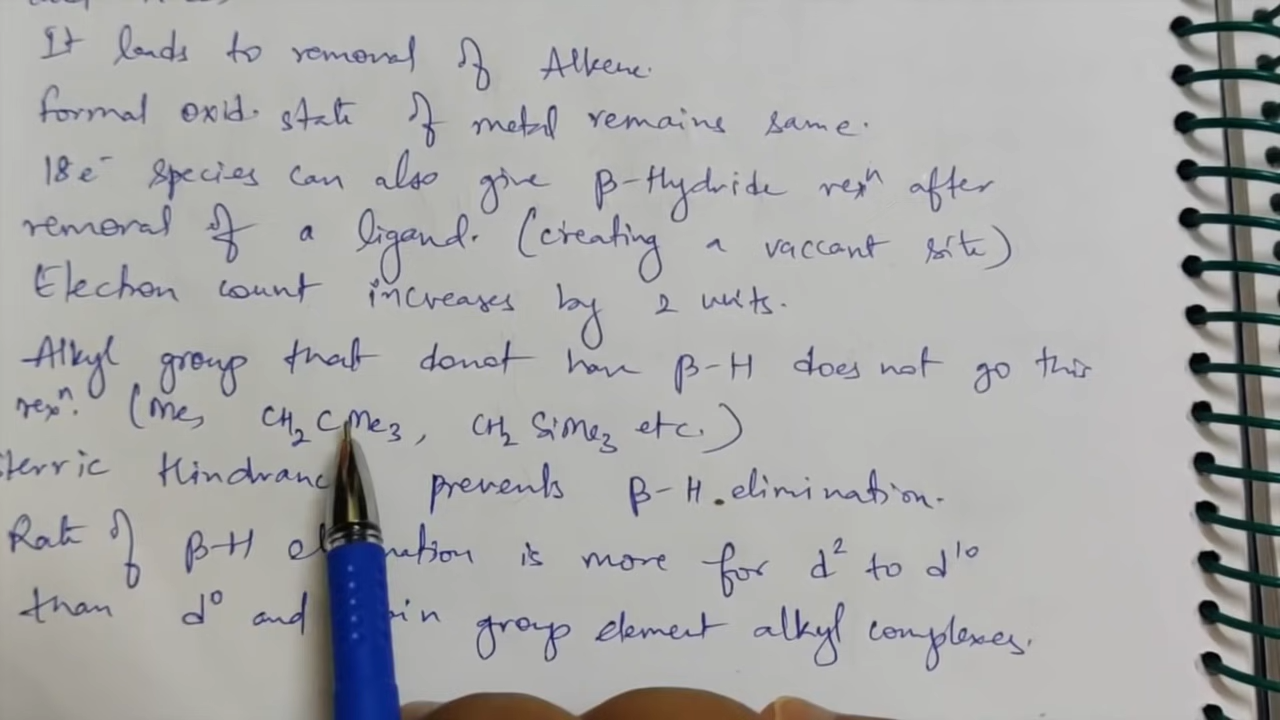 It leads to removal of Alkene.
formal oxid. state of metal remains same.
18e⁻ species can also give β-Hydride rexⁿ after
removal of a ligand. (creating a vaccant site)
Electron count increases by 2 units.
Alkyl group that donot have β-H does not go this
rexⁿ. (Me, CH₂CMe₃, CH₂SiMe₃ etc.)
Hindranc prevents β-H elimination.
Rate of β-H is more for d² to d¹⁰
than d⁰ and group element alkyl complexes.